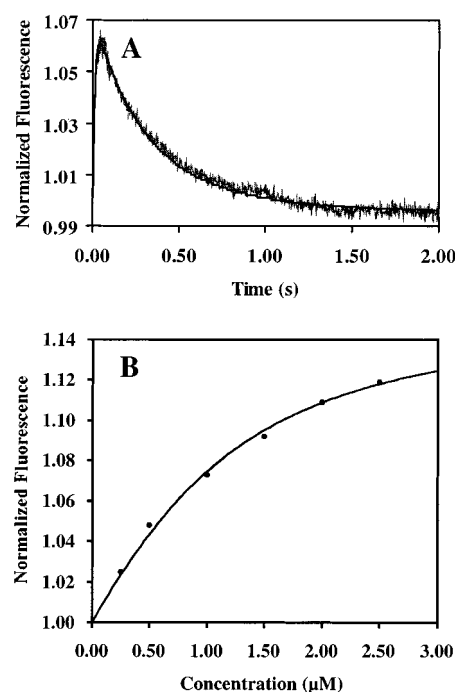 1.07
A
1.05
1.03
1.01
0.99
Normalized Fluorescence
0.00 0.50 1.00 1.50 2.00
Time (s)
1.14
B
1.12
1.10
1.08
1.06
1.04
1.02
1.00
Normalized Fluorescence
0.00 0.50 1.00 1.50 2.00 2.50 3.00
Concentration (µM)